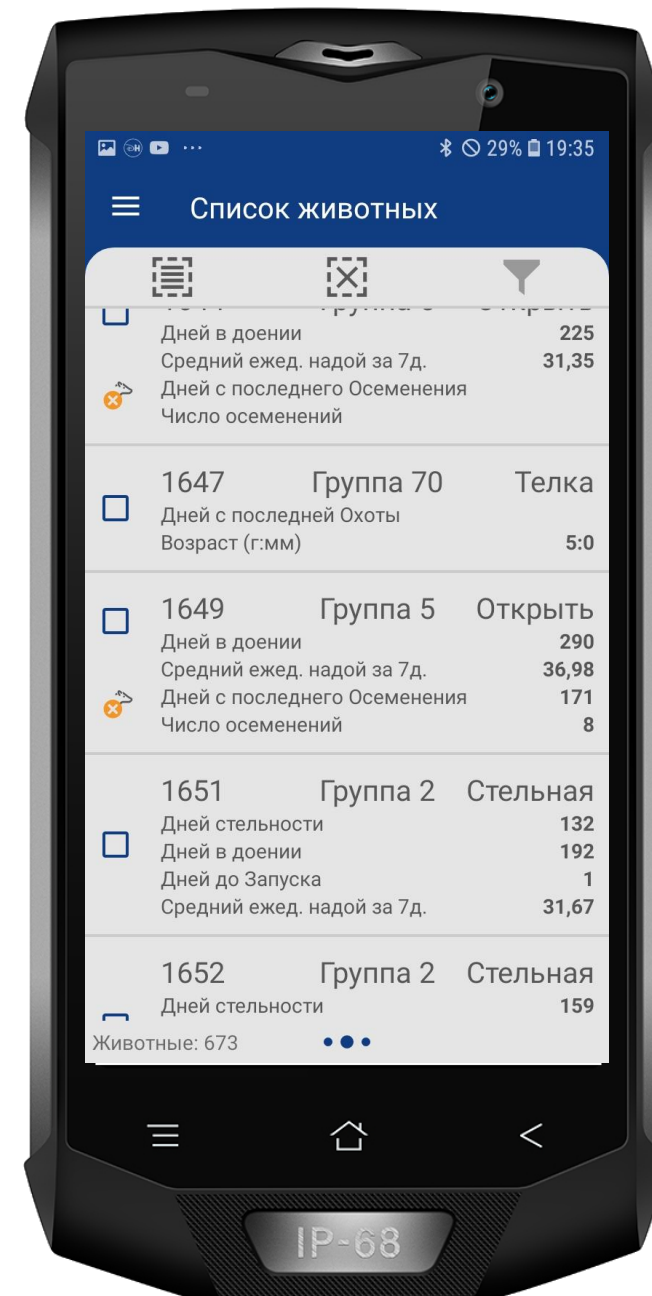 29% 19:35
Список животных
Дней в доении 225
Средний ежед. надой за 7д. 31,35
Дней с последнего Осеменения
Число осеменений
1647 Группа 70 Телка
Дней с последней Охоты
Возраст (г:мм) 5:0
1649 Группа 5 Открыть
Дней в доении 290
Средний ежед. надой за 7д. 36,98
Дней с последнего Осеменения 171
Число осеменений 8
1651 Группа 2 Стельная
Дней стельности 132
Дней в доении 192
Дней до Запуска 1
Средний ежед. надой за 7д. 31,67
1652 Группа 2 Стельная
Дней стельности 159
Животные: 673
IP-68